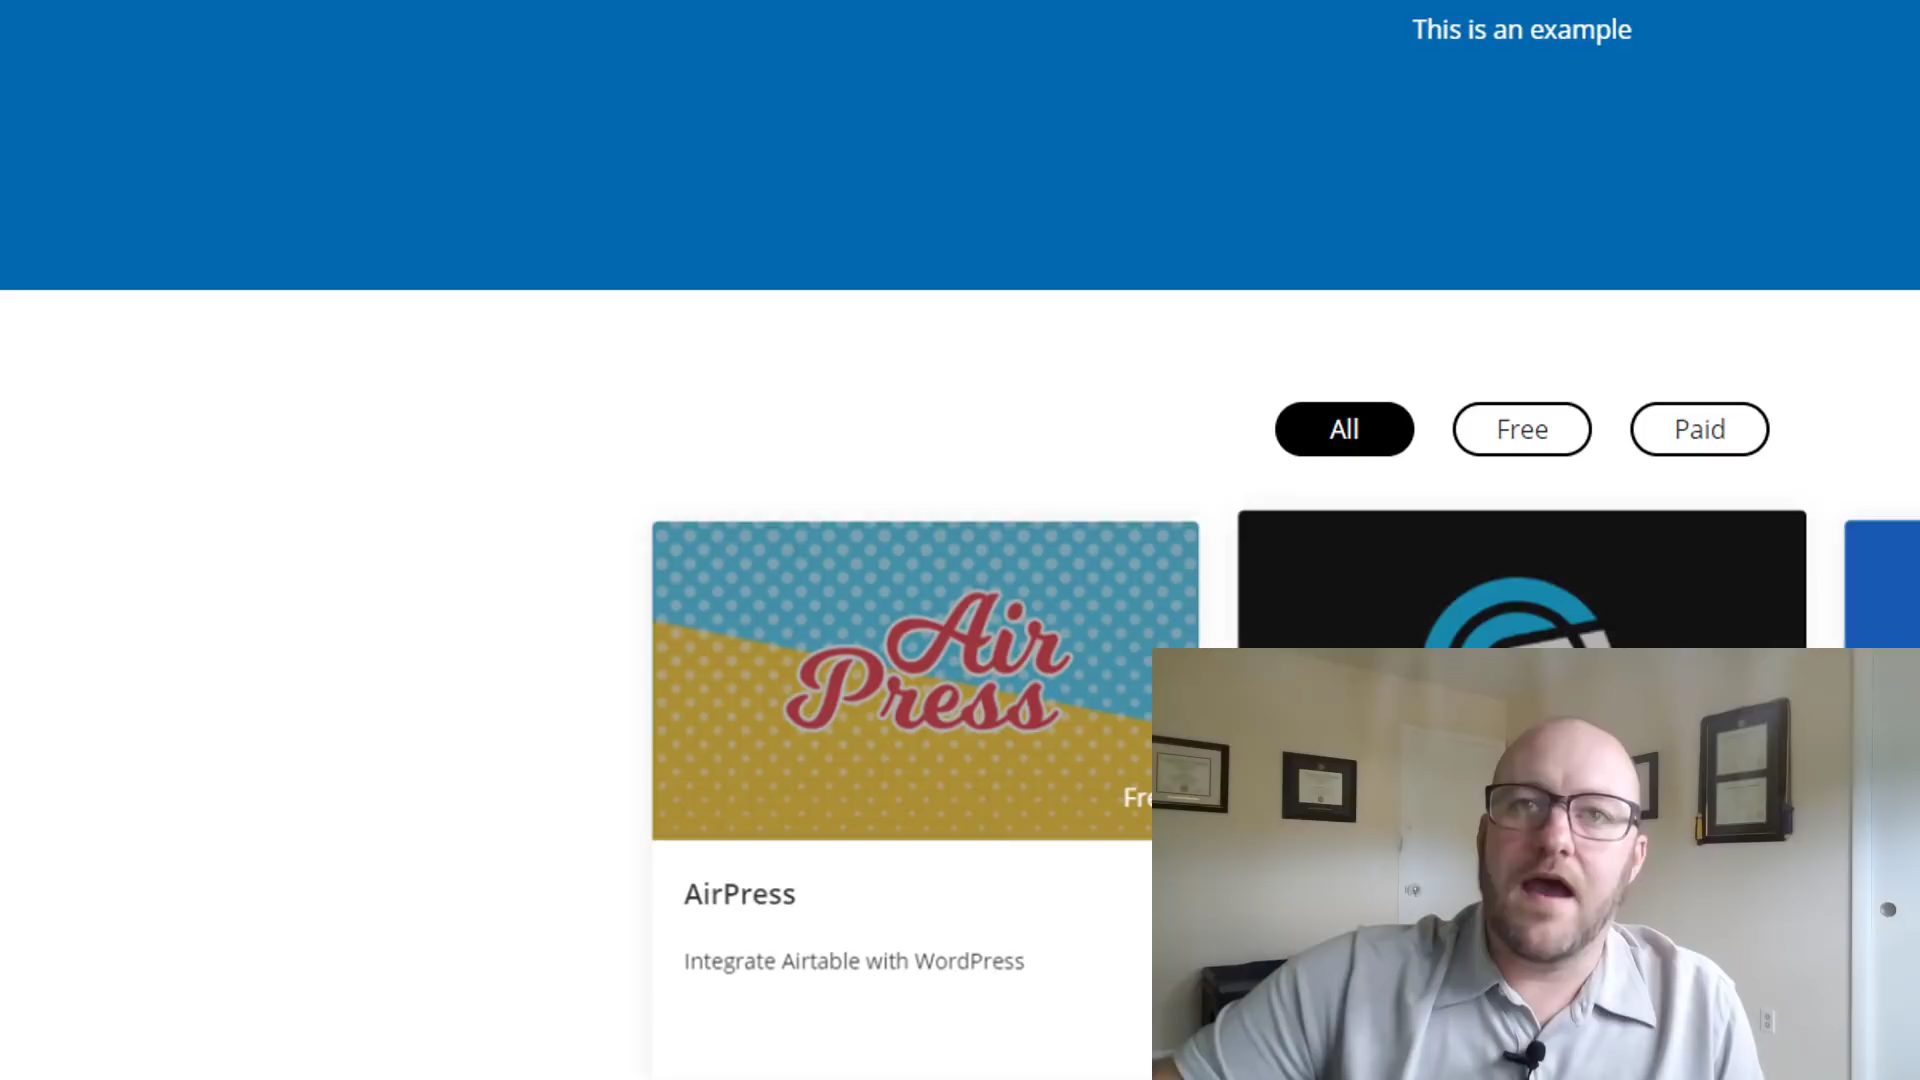 This is an example
All
Free
Paid
Air
Press
AirPress
Integrate Airtable with WordPress